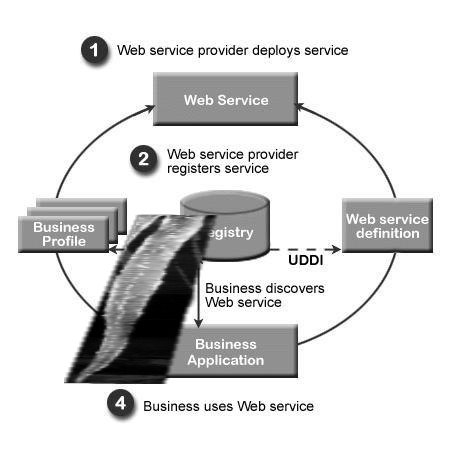 1 Web service provider deploys service
Web Service
2 Web service provider
registers service
Business
Profile
egistry
Web service
definition
UDDI
Business discovers
Web service
Business
Application
4 Business uses Web service